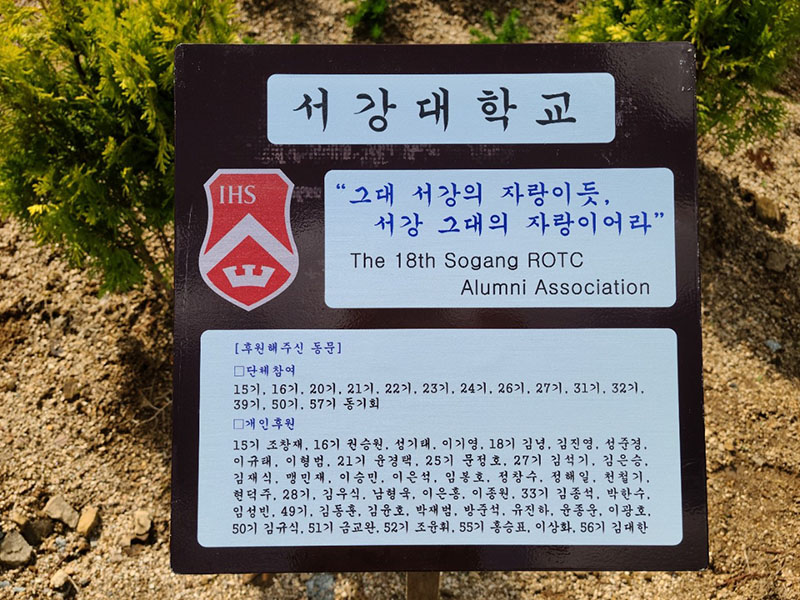 서강대학교
IHS
“그대 서강의 자랑이듯,
서강 그대의 자랑이어라”
The 18th Sogang ROTC
Alumni Association
[후원해주신 동문]
□단체참여
15기, 16기, 20기, 21기, 22기, 23기, 24기, 26기, 27기, 31기, 32기,
39기, 50기, 57기 동기회
□개인후원
15기 조창재, 16기 원승원, 성기태, 이기영, 18기 김녕, 김진영, 성준경,
이규태, 이형범, 21기 윤경택, 25기 문정호, 27기 김석기, 김은승,
김재식, 맹민재, 이승민, 이은석, 임봉호, 정창수, 정해일, 천철기,
현덕주, 28기, 김우식, 남형욱, 이은홍, 이종원, 33기 김종석, 박한수,
임성빈, 49기, 김동훈, 김윤호, 박재범, 방준석, 유진하, 윤종운, 이광호,
50기 김규식, 51기 금교완, 52기 조윤휘, 55기 홍승표, 이상화, 56기 김대한